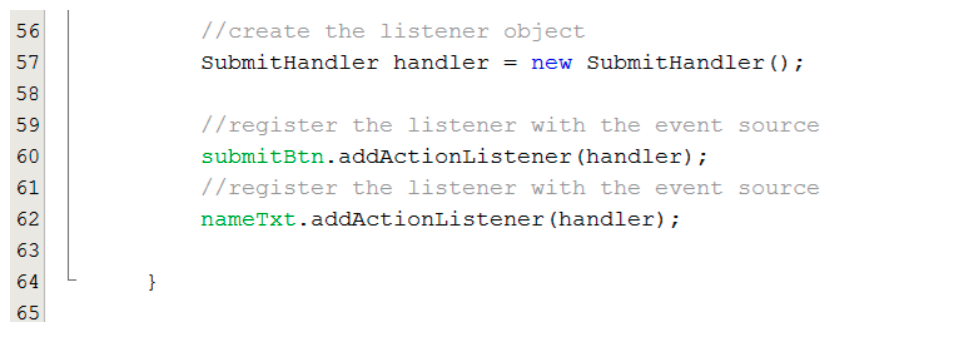 56 //create the listener object
57 SubmitHandler handler = new SubmitHandler();
58
59 //register the listener with the event source
60 submitBtn.addActionListener(handler);
61 //register the listener with the event source
62 nameTxt.addActionListener(handler);
63
64 }
65